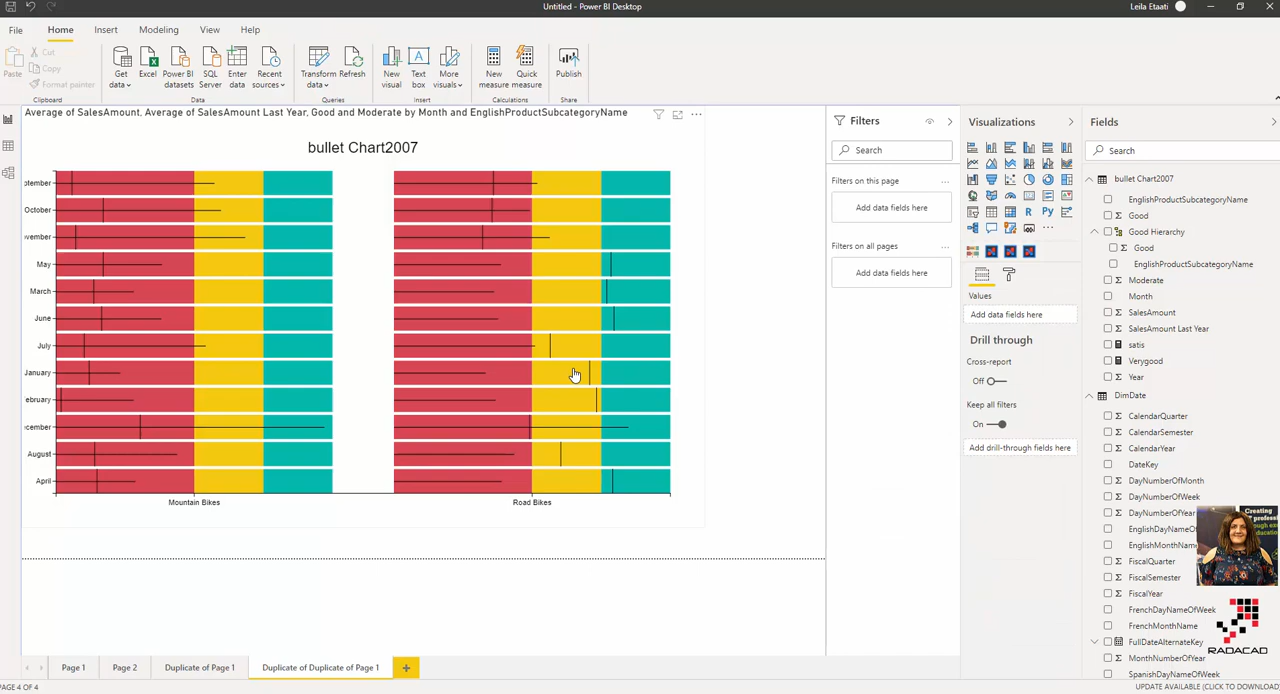 Untitled - Power BI Desktop
Leila Etaati
File Home Insert Modeling View Help
Cut
Copy
Format painter
Paste
Get data
Excel
Power BI datasets
SQL Server
Enter data
Recent sources
Transform data
Refresh
New visual
Text box
More visuals
New measure
Quick measure
Publish
Clipboard
Data
Queries
Insert
Calculations
Share
Average of SalesAmount, Average of SalesAmount Last Year, Good and Moderate by Month and EnglishProductSubcategoryName
bullet Chart2007
ptember
October
ovember
May
March
June
July
January
ebruary
cember
August
April
Mountain Bikes
Road Bikes
Filters
Search
Filters on this page
Add data fields here
Filters on all pages
Add data fields here
Visualizations
R
Py
Values
Add data fields here
Drill through
Cross-report
Off
Keep all filters
On
Add drill-through fields here
Fields
Search
bullet Chart2007
EnglishProductSubcategoryName
Good
Good Hierarchy
Good
EnglishProductSubcategoryName
Moderate
Month
SalesAmount
SalesAmount Last Year
satis
Verygood
Year
DimDate
CalendarQuarter
CalendarSemester
CalendarYear
DateKey
DayNumberOfMonth
DayNumberOfWeek
DayNumberOfYear
EnglishDayNameOf
EnglishMonthName
FiscalQuarter
FiscalSemester
FiscalYear
FrenchDayNameOfWeek
FrenchMonthName
FullDateAlternateKey
MonthNumberOfYear
SpanishDayNameOfWeek
Creating
RADACAD
Page 1
Page 2
Duplicate of Page 1
Duplicate of Duplicate of Page 1
PAGE 4 OF 4
UPDATE AVAILABLE (CLICK TO DOWNLOAD)